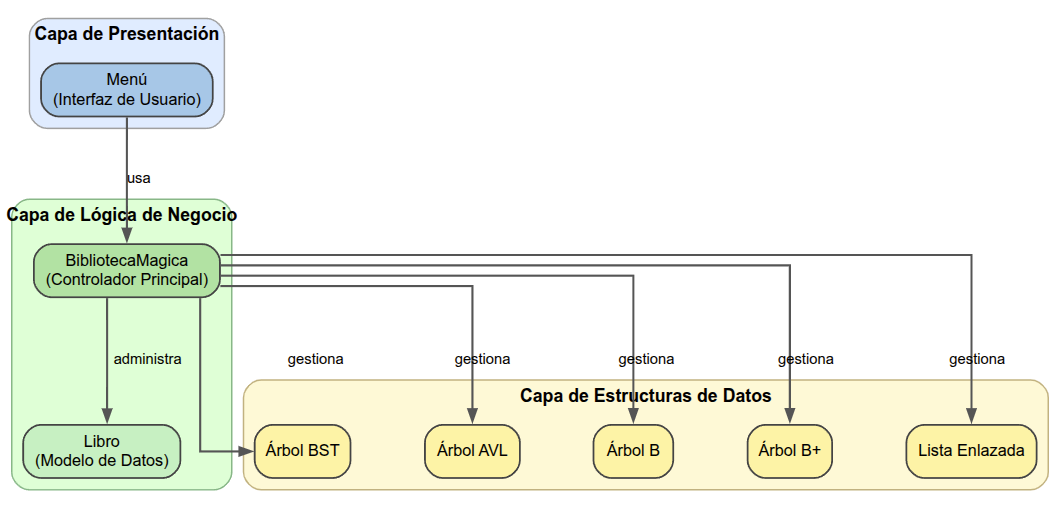 Capa de Presentación
Menú
(Interfaz de Usuario)
usa
Capa de Lógica de Negocio
BibliotecaMagica
(Controlador Principal)
administra
gestiona
gestiona
gestiona
gestiona
gestiona
Capa de Estructuras de Datos
Libro
(Modelo de Datos)
Árbol BST
Árbol AVL
Árbol B
Árbol B+
Lista Enlazada